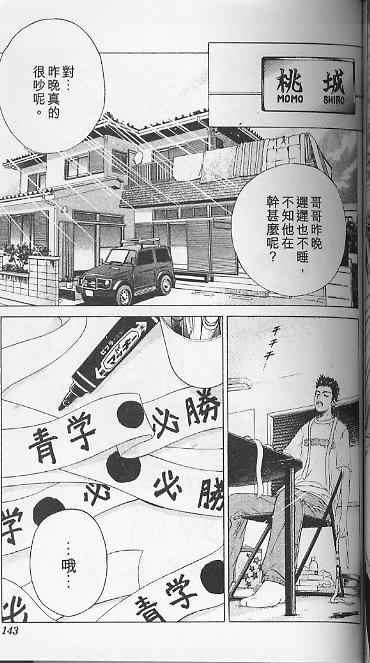 桃城
MOMO SHIRO
哥哥昨晚
遲遲也不睡，
不知他在
幹甚麼呢？
對…
昨晚真的
很吵呢。
チチチ…
青学 必勝
必 必勝
学
青学
…哦…
143